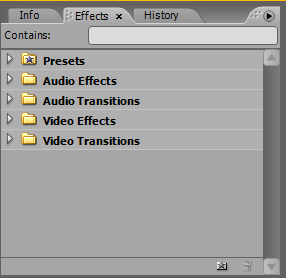 Info Effects x History
Contains:
Presets
Audio Effects
Audio Transitions
Video Effects
Video Transitions